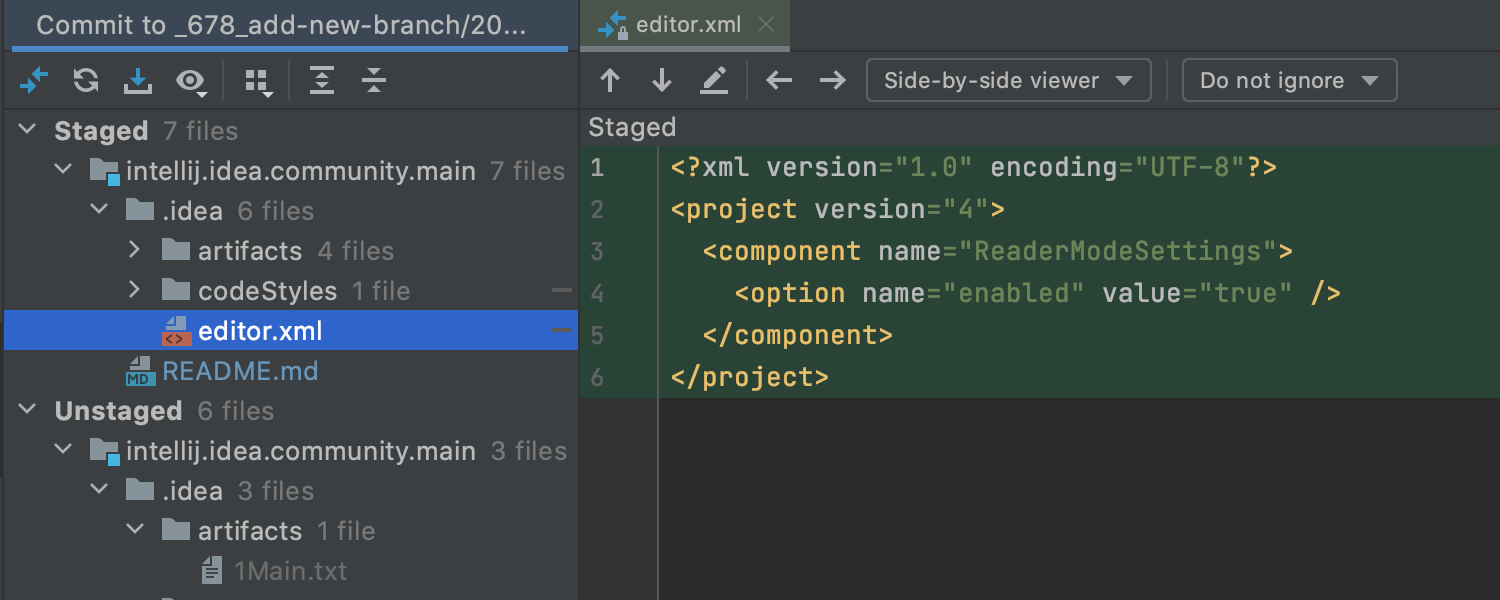 Commit to _678_add-new-branch/20...
editor.xml
Side-by-side viewer
Do not ignore
Staged 7 files
intellij.idea.community.main 7 files
.idea 6 files
artifacts 4 files
codeStyles 1 file
editor.xml
MD README.md
Unstaged 6 files
intellij.idea.community.main 3 files
.idea 3 files
artifacts 1 file
1Main.txt
Staged
1 <?xml version="1.0" encoding="UTF-8"?>
2 <project version="4">
3   <component name="ReaderModeSettings">
4     <option name="enabled" value="true" />
5   </component>
6 </project>